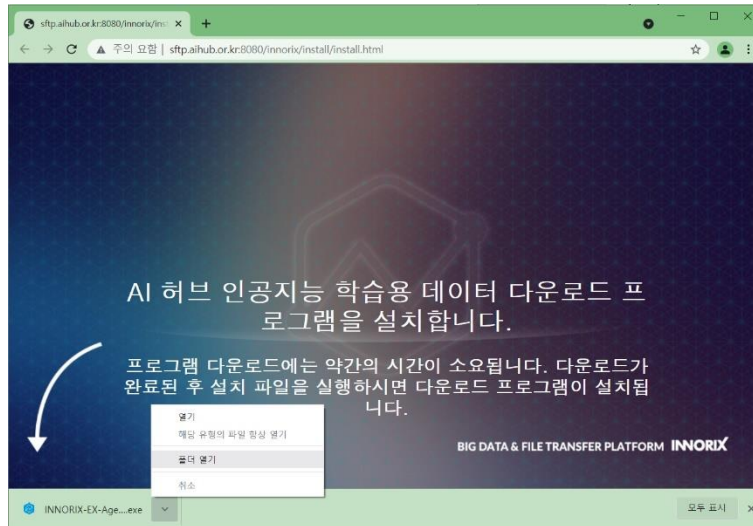 sftp.aihub.or.kr:8080/innorix/inst
주의 요함 | sftp.aihub.or.kr:8080/innorix/install/install.html
AI 허브 인공지능 학습용 데이터 다운로드 프
로그램을 설치합니다.
프로그램 다운로드에는 약간의 시간이 소요됩니다. 다운로드가
완료된 후 설치 파일을 실행하시면 다운로드 프로그램이 설치됩
니다.
열기
해당 유형의 파일 항상 열기
폴더 열기
취소
BIG DATA & FILE TRANSFER PLATFORM INNORIX
INNORIX-EX-Age....exe
모두 표시